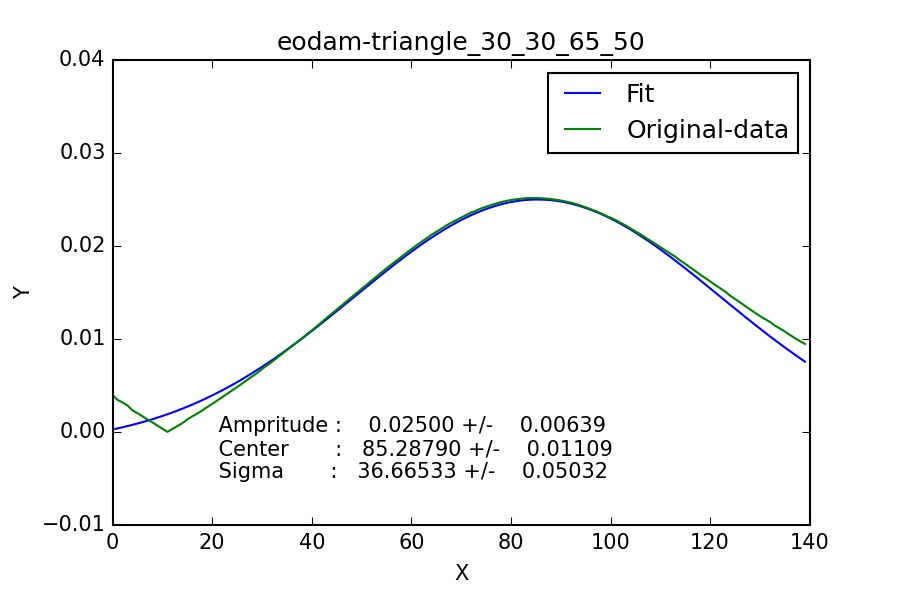 eodam-triangle_30_30_65_50
0.04
0.03
0.02
0.01
0.00
−0.01
Y
Fit
Original-data
Ampritude : 0.02500 +/- 0.00639
Center : 85.28790 +/- 0.01109
Sigma : 36.66533 +/- 0.05032
0 20 40 60 80 100 120 140
X